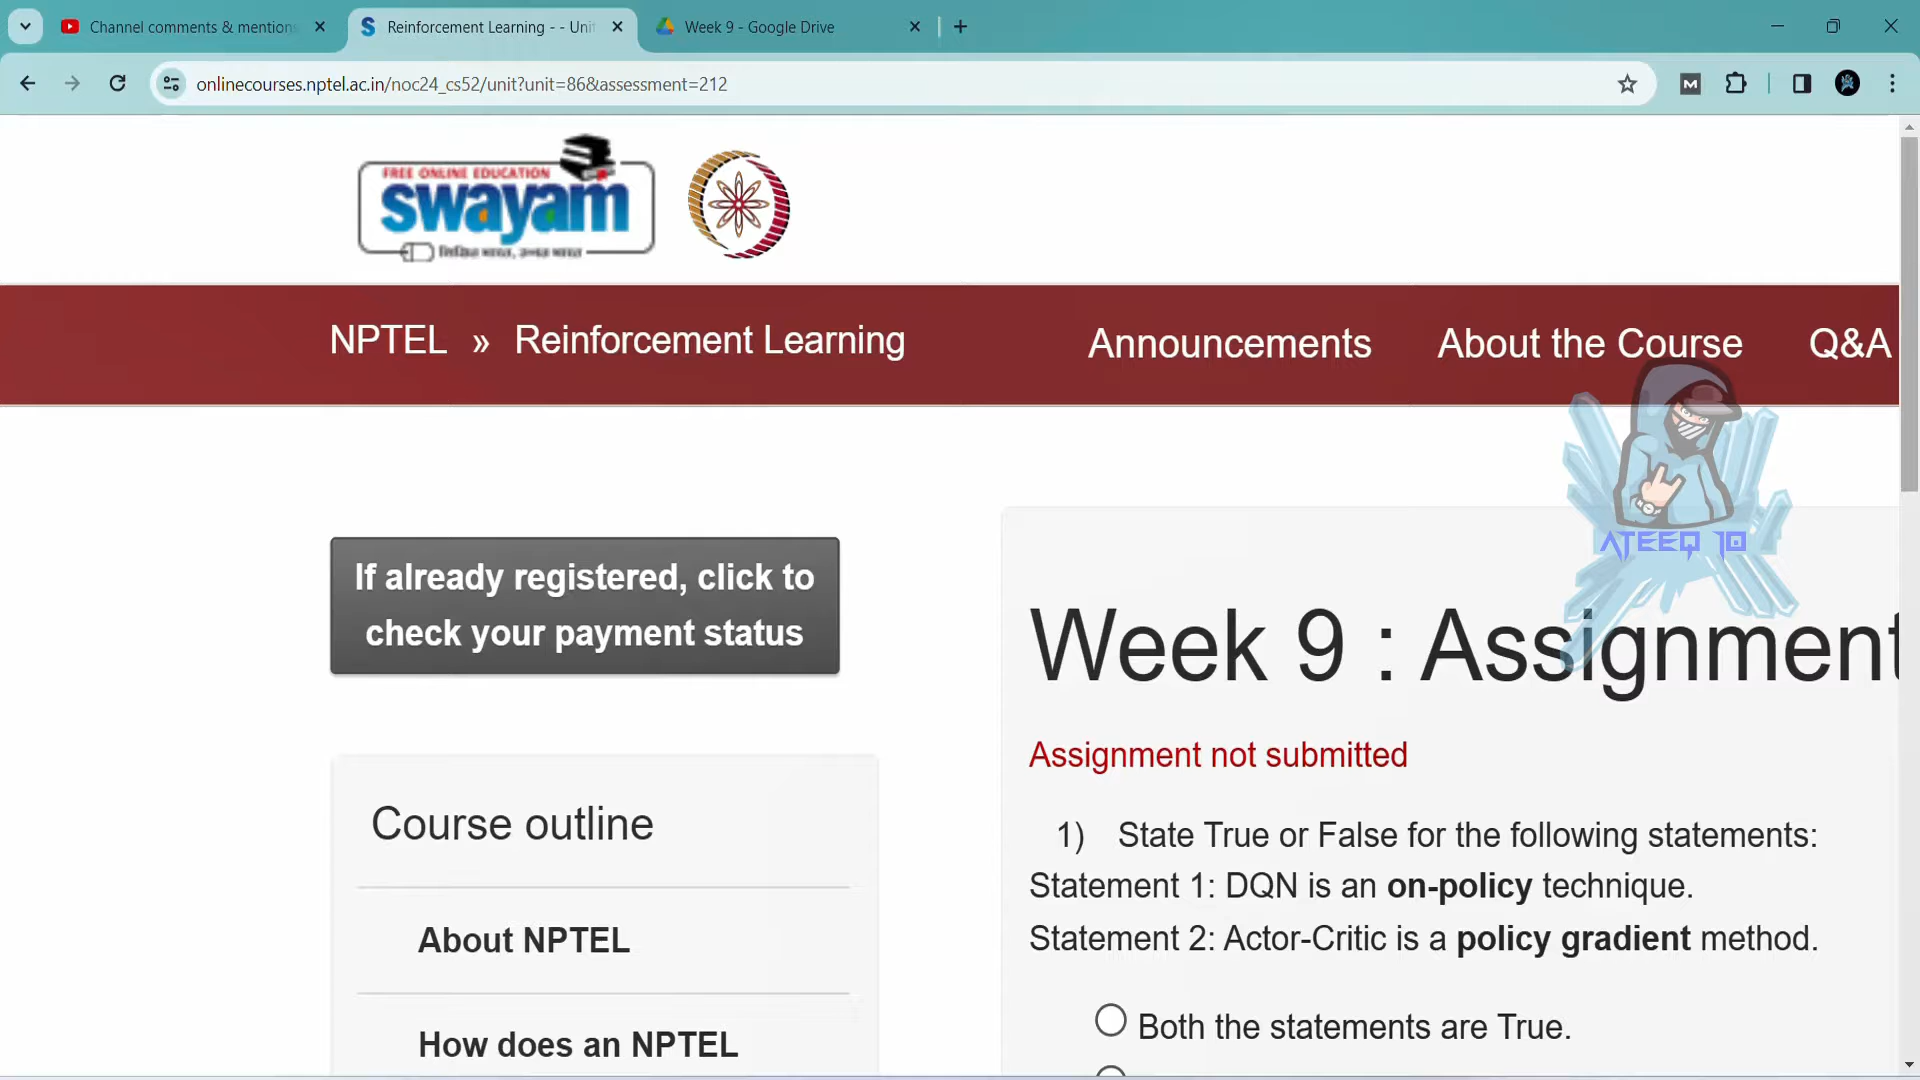 Channel comments & mentions
Reinforcement Learning - - Uni
Week 9 - Google Drive
onlinecourses.nptel.ac.in/noc24_cs52/unit?unit=86&assessment=212
M
FREE ONLINE EDUCATION
swayam
NPTEL » Reinforcement Learning
Announcements
About the Course
Q&A
ATEEQ 10
If already registered, click to
check your payment status
Week 9 : Assignment
Assignment not submitted
Course outline
1) State True or False for the following statements:
Statement 1: DQN is an on-policy technique.
Statement 2: Actor-Critic is a policy gradient method.
About NPTEL
Both the statements are True.
How does an NPTEL